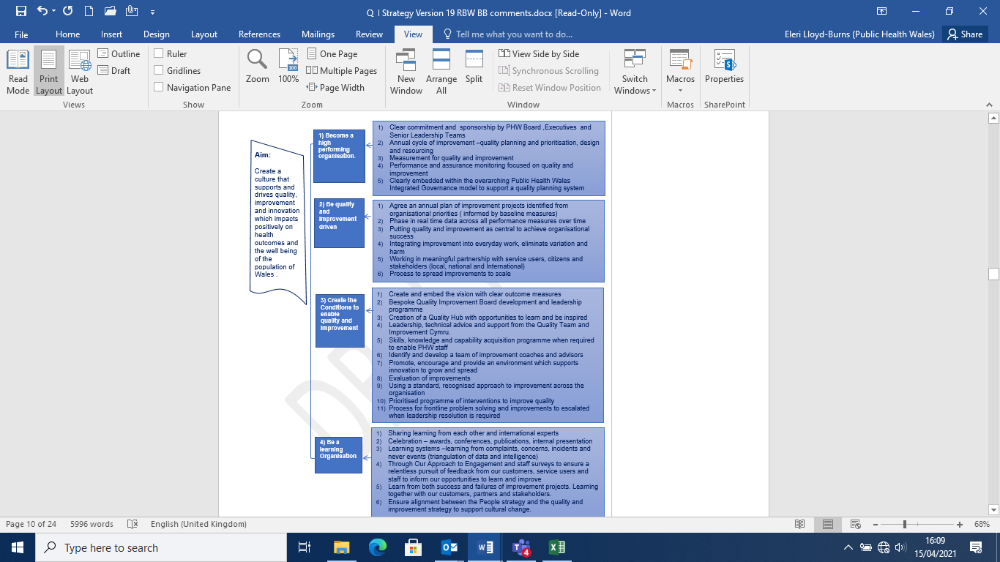 Q I Strategy Version 19 RBW BB comments.docx [Read-Only] - Word
File Home Insert Design Layout References Mailings Review View Tell me what you want to do... Eleri Lloyd-Burns (Public Health Wales) Share
Read Mode
Print Layout
Web Layout
Outline
Draft
Views
Ruler
Gridlines
Navigation Pane
Show
Zoom
100
100%
One Page
Multiple Pages
Page Width
Zoom
New Window
Arrange All
Split
View Side by Side
Synchronous Scrolling
Reset Window Position
Switch Windows
Window
Macros
Macros
Properties
SharePoint
Aim:
Create a
culture that
supports and
drives quality,
improvement
and innovation
which impacts
positively on
health
outcomes and
the well being
of the
population of
Wales .
1) Become a
high
performing
organisation.
1) Clear commitment and sponsorship by PHW Board ,Executives and
Senior Leadership Teams
2) Annual cycle of improvement –quality planning and prioritisation, design
and resourcing
3) Measurement for quality and improvement
4) Performance and assurance monitoring focused on quality and
improvement
5) Clearly embedded within the overarching Public Health Wales
Integrated Governance model to support a quality planning system
2) Be quality
and
improvement
driven
1) Agree an annual plan of improvement projects identified from
organisational priorities ( informed by baseline measures)
2) Phase in real time data across all performance measures over time
3) Putting quality and improvement as central to achieve organisational
success
4) Integrating improvement into everyday work, eliminate variation and
harm
5) Working in meaningful partnership with service users, citizens and
stakeholders (local, national and International)
6) Process to spread improvements to scale
3) Create the
Conditions to
enable
quality and
improvement
1) Create and embed the vision with clear outcome measures
2) Bespoke Quality Improvement Board development and leadership
programme
3) Creation of a Quality Hub with opportunities to learn and be inspired
4) Leadership, technical advice and support from the Quality Team and
Improvement Cymru.
5) Skills, knowledge and capability acquisition programme when required
to enable PHW staff
6) Identify and develop a team of improvement coaches and advisors
7) Promote, encourage and provide an environment which supports
innovation to grow and spread
8) Evaluation of improvements
9) Using a standard, recognised approach to improvement across the
organisation
10) Prioritised programme of interventions to improve quality
11) Process for frontline problem solving and improvements to escalated
when leadership resolution is required
4) Be a
learning
Organisation
1) Sharing learning from each other and international experts
2) Celebration – awards, conferences, publications, internal presentation
3) Learning systems –learning from complaints, concerns, incidents and
never events (triangulation of data and intelligence)
4) Through Our Approach to Engagement and staff surveys to ensure a
relentless pursuit of feedback from our customers, service users and
staff to inform our opportunities to learn and improve
5) Learn from both success and failures of improvement projects. Learning
together with our customers, partners and stakeholders.
6) Ensure alignment between the People strategy and the quality and
improvement strategy to support cultural change.
Page 10 of 24 5996 words English (United Kingdom) 68%
Type here to search
4
16:09
15/04/2021